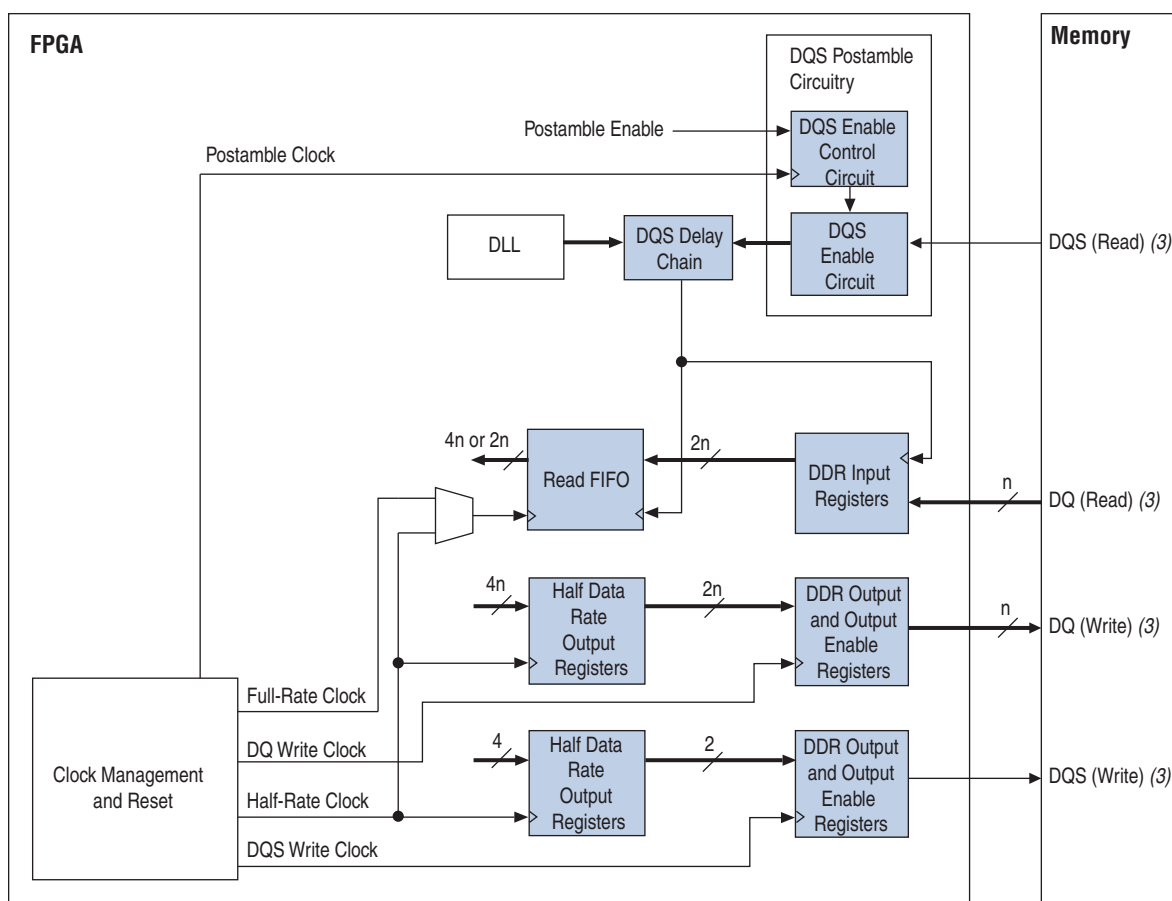 FPGA
Memory
DQS Postamble
Circuitry
Postamble Enable
DQS Enable
Control
Circuit
Postamble Clock
DLL
DQS Delay
Chain
DQS
Enable
Circuit
DQS (Read) (3)
4n or 2n
Read FIFO
2n
DDR Input
Registers
n
DQ (Read) (3)
4n
Half Data
Rate
Output
Registers
2n
DDR Output
and Output
Enable
Registers
n
DQ (Write) (3)
Clock Management
and Reset
Full-Rate Clock
DQ Write Clock
Half-Rate Clock
DQS Write Clock
4
Half Data
Rate
Output
Registers
2
DDR Output
and Output
Enable
Registers
DQS (Write) (3)